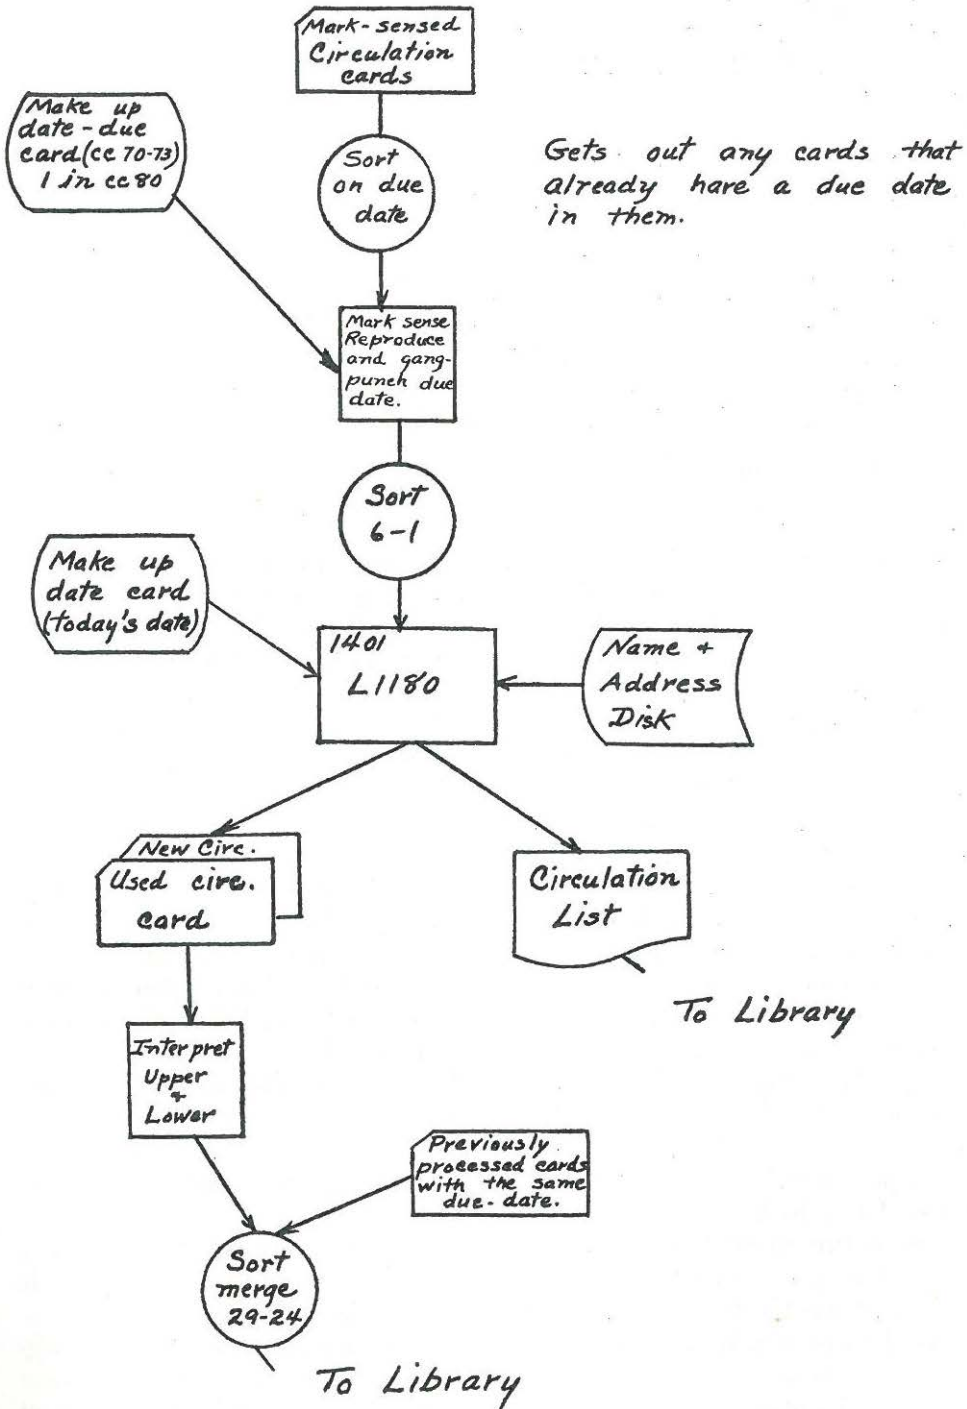 Mark-sensed
Circulation
cards
Make up
date-due
card(cc 70-73)
1 in cc80
Sort
on due
date
Gets out any cards that
already hare a due date
in them.
Mark sense
Reproduce
and gang-
punch due
date.
Sort
6-1
Make up
date card
(today's date)
1401
L1180
Name +
Address
Disk
New Circ.
Used circ.
card
Circulation
List
To Library
Interpret
Upper
+
Lower
Previously
processed cards
with the same
due-date.
Sort
merge
29-24
To Library